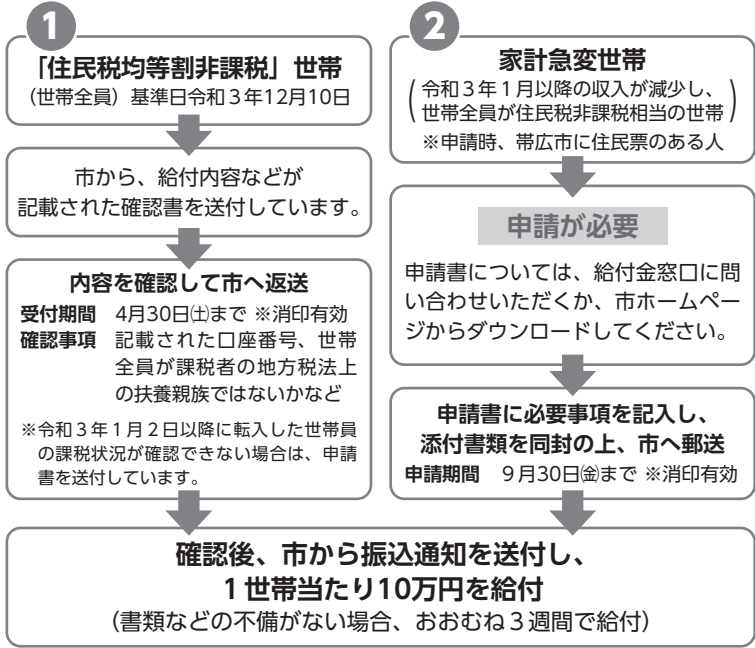 1
「住民税均等割非課税」世帯
（世帯全員）基準日令和３年12月10日
市から、給付内容などが
記載された確認書を送付しています。
内容を確認して市へ返送
受付期間　4月30日㈯まで ※消印有効
確認事項　記載された口座番号、世帯
全員が課税者の地方税法上
の扶養親族ではないかなど
※令和３年１月２日以降に転入した世帯員
の課税状況が確認できない場合は、申請
書を送付しています。
2
家計急変世帯
（令和３年１月以降の収入が減少し、
世帯全員が住民税非課税相当の世帯）
※申請時、帯広市に住民票のある人
申請が必要
申請書については、給付金窓口に問
い合わせいただくか、市ホームペー
ジからダウンロードしてください。
申請書に必要事項を記入し、
添付書類を同封の上、市へ郵送
申請期間　９月30日㈮まで ※消印有効
確認後、市から振込通知を送付し、
１世帯当たり10万円を給付
（書類などの不備がない場合、おおむね３週間で給付）